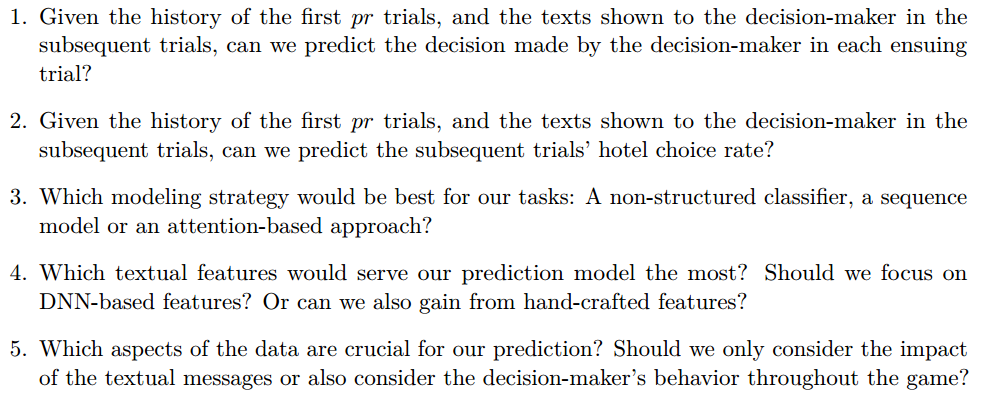 1. Given the history of the first pr trials, and the texts shown to the decision-maker in the
subsequent trials, can we predict the decision made by the decision-maker in each ensuing
trial?
2. Given the history of the first pr trials, and the texts shown to the decision-maker in the
subsequent trials, can we predict the subsequent trials' hotel choice rate?
3. Which modeling strategy would be best for our tasks: A non-structured classifier, a sequence
model or an attention-based approach?
4. Which textual features would serve our prediction model the most? Should we focus on
DNN-based features? Or can we also gain from hand-crafted features?
5. Which aspects of the data are crucial for our prediction? Should we only consider the impact
of the textual messages or also consider the decision-maker's behavior throughout the game?